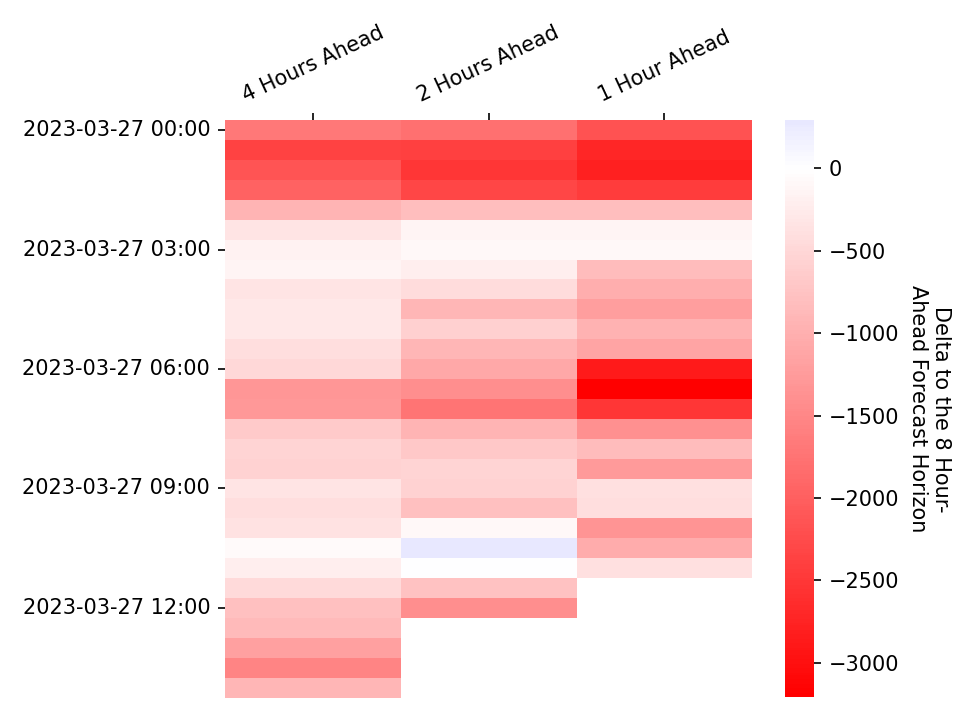 4 Hours Ahead
2 Hours Ahead
1 Hour Ahead
2023-03-27 00:00
2023-03-27 03:00
2023-03-27 06:00
2023-03-27 09:00
2023-03-27 12:00
0
−500
−1000
−1500
−2000
−2500
−3000
Delta to the 8 Hour-
Ahead Forecast Horizon